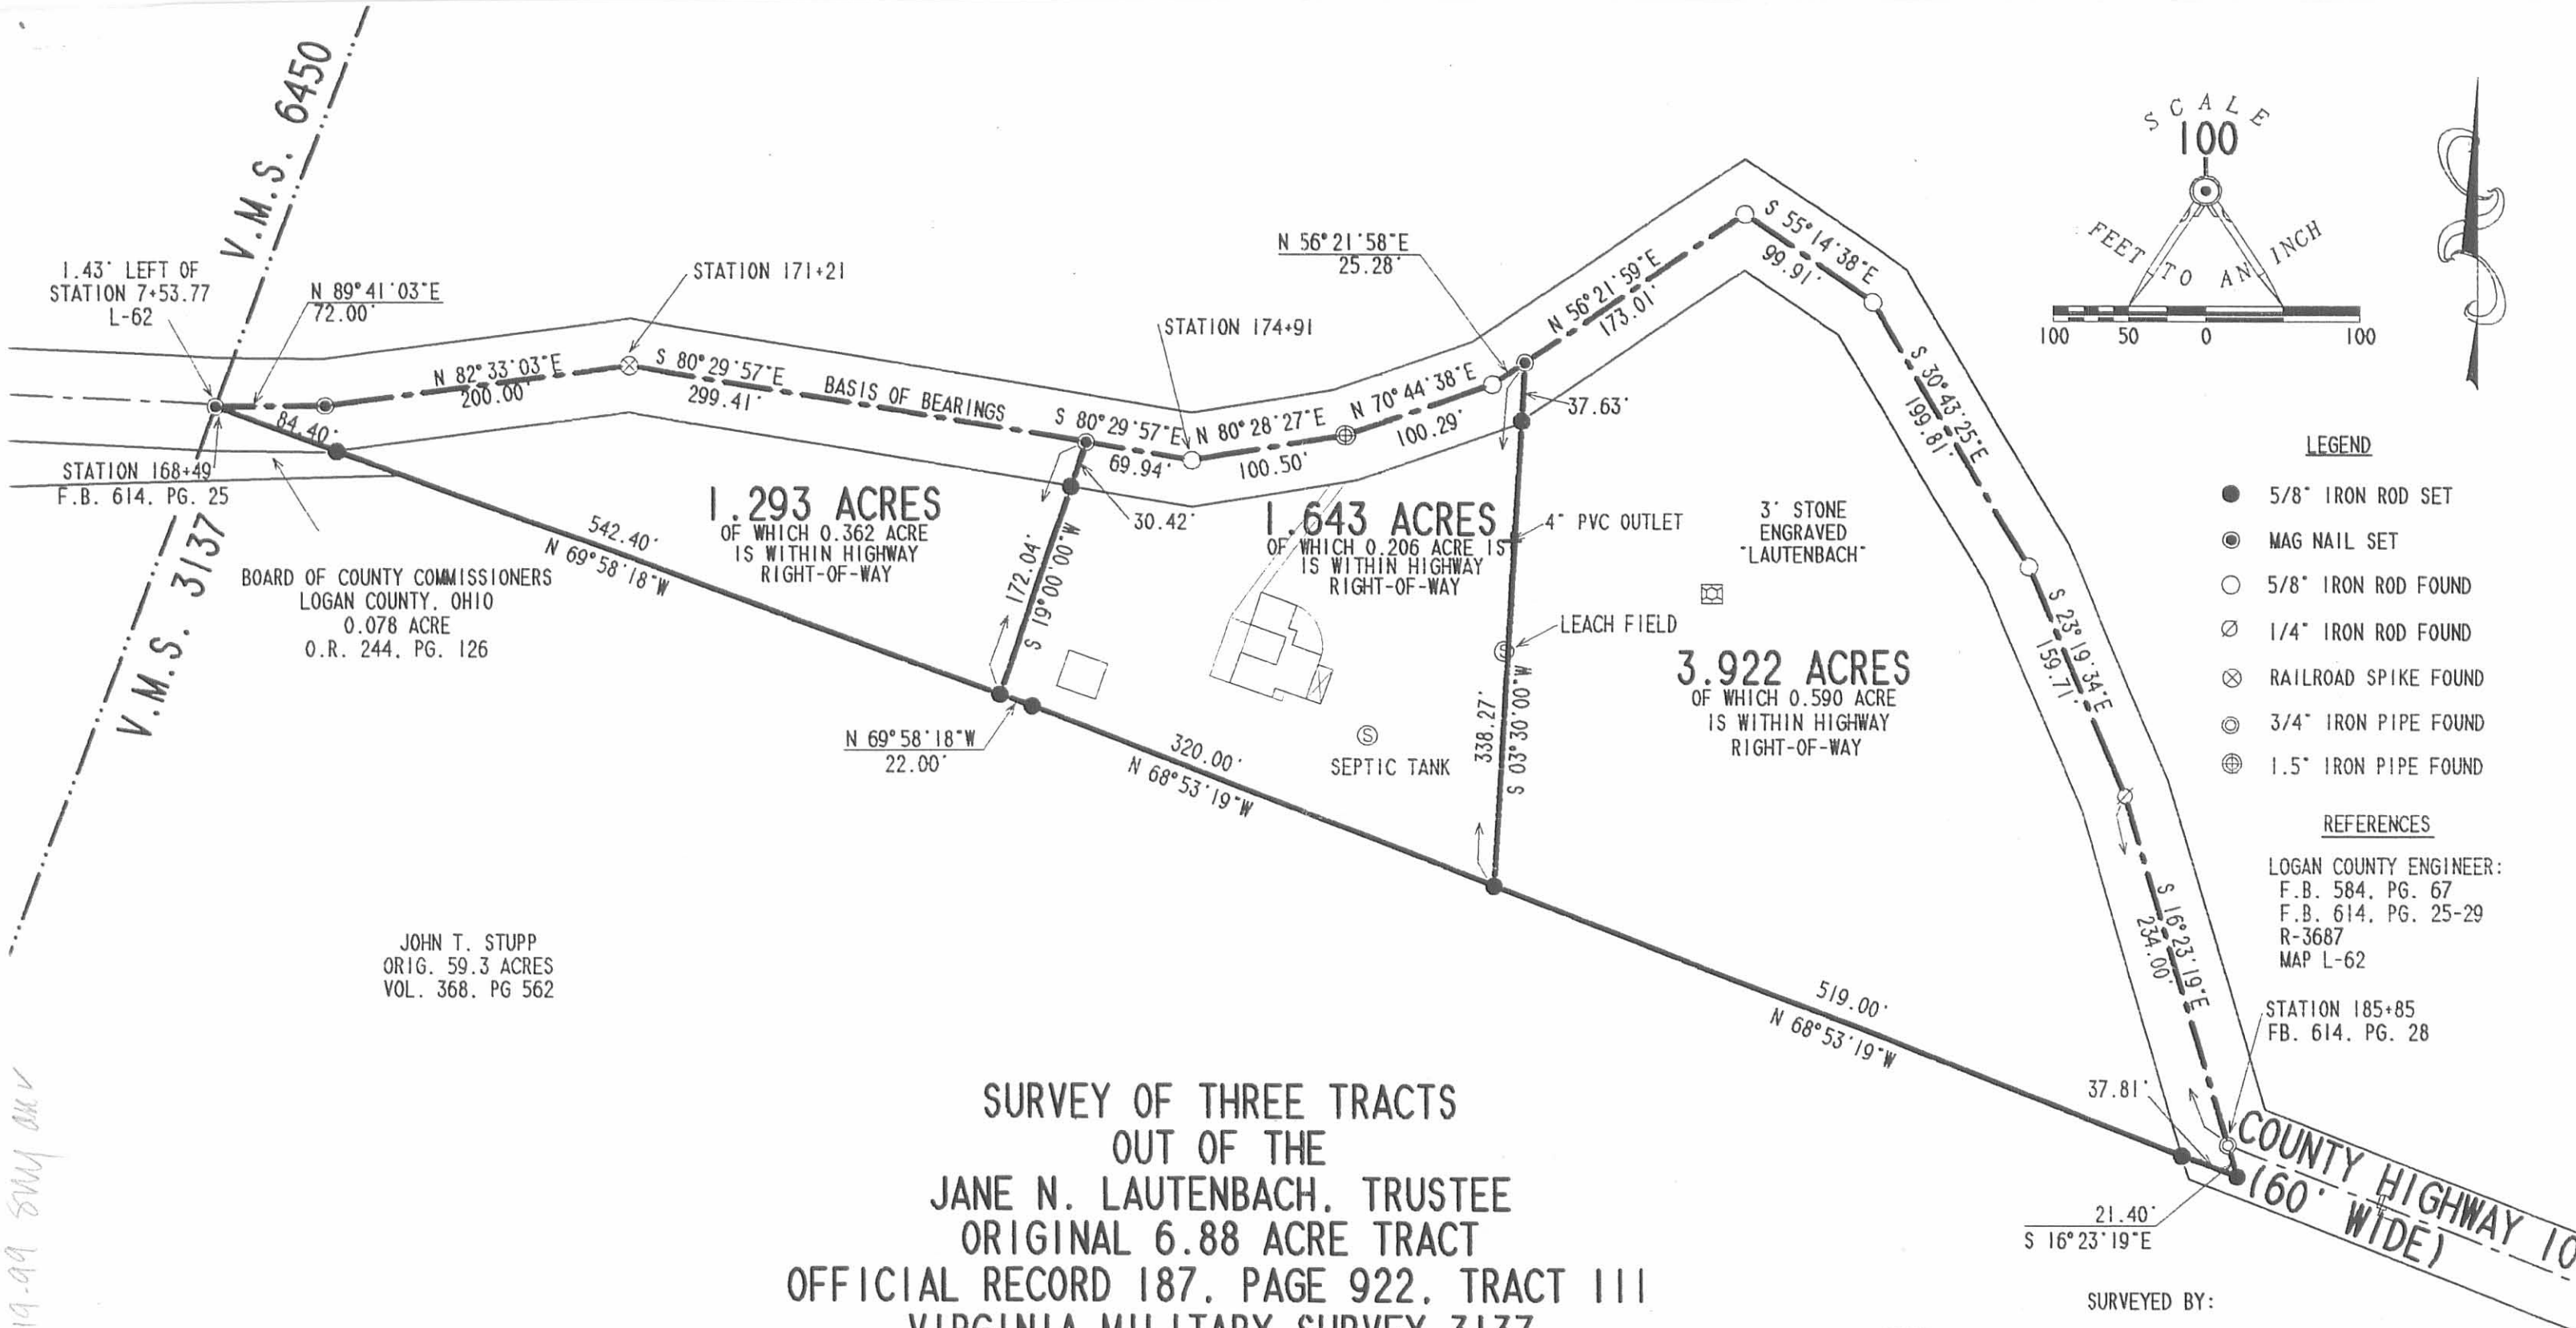 V.M.S. 6450
SCALE
100
FEET TO AN INCH
100 50 0 100
1.43' LEFT OF
STATION 7+53.77
L-62
N 89°41'03"E
72.00'
STATION 171+21
N 82°33'03"E
200.00'
S 80°29'57"E
299.41'
BASIS OF BEARINGS
S 80°29'57"E
69.94'
STATION 174+91
N 80°28'27"E
100.50'
N 70°44'38"E
100.29'
N 56°21'58"E
25.28'
N 56°21'59"E
173.01'
S 55°14'38"E
99.91'
S 30°43'25"E
199.81'
S 23°19'34"E
159.71'
S 16°23'19"E
234.00'
84.40'
STATION 168+49
F.B. 614, PG. 25
V.M.S. 3137
BOARD OF COUNTY COMMISSIONERS
LOGAN COUNTY, OHIO
0.078 ACRE
O.R. 244, PG. 126
542.40'
N 69°58'18"W
1.293 ACRES
OF WHICH 0.362 ACRE
IS WITHIN HIGHWAY
RIGHT-OF-WAY
30.42'
172.04'
S 19°00'00"W
N 69°58'18"W
22.00'
1.643 ACRES
OF WHICH 0.206 ACRE IS
IS WITHIN HIGHWAY
RIGHT-OF-WAY
37.63'
4" PVC OUTLET
LEACH FIELD
S
S
SEPTIC TANK
338.27'
S 03°30'00"W
320.00'
N 68°53'19"W
3' STONE
ENGRAVED
"LAUTENBACH"
3.922 ACRES
OF WHICH 0.590 ACRE
IS WITHIN HIGHWAY
RIGHT-OF-WAY
519.00'
N 68°53'19"W
37.81'
21.40'
S 16°23'19"E
LEGEND
5/8" IRON ROD SET
MAG NAIL SET
5/8" IRON ROD FOUND
1/4" IRON ROD FOUND
RAILROAD SPIKE FOUND
3/4" IRON PIPE FOUND
1.5" IRON PIPE FOUND
REFERENCES
LOGAN COUNTY ENGINEER:
F.B. 584, PG. 67
F.B. 614, PG. 25-29
R-3687
MAP L-62
STATION 185+85
FB. 614, PG. 28
COUNTY HIGHWAY 10
(60' WIDE)
JOHN T. STUPP
ORIG. 59.3 ACRES
VOL. 368, PG 562
SURVEY OF THREE TRACTS
OUT OF THE
JANE N. LAUTENBACH, TRUSTEE
ORIGINAL 6.88 ACRE TRACT
OFFICIAL RECORD 187, PAGE 922, TRACT III
VIRGINIA MILITARY SURVEY 3137
SURVEYED BY: